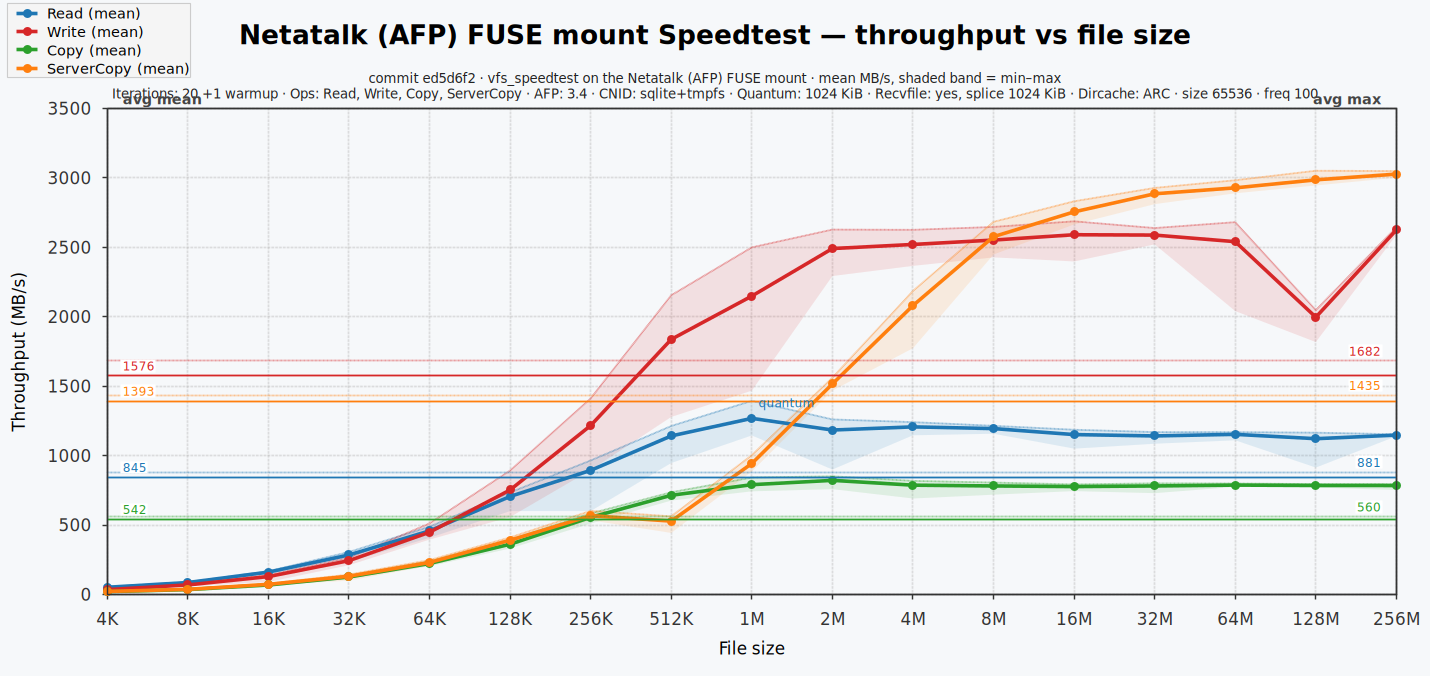 Read (mean)
Write (mean)
Copy (mean)
ServerCopy (mean)
Netatalk (AFP) FUSE mount Speedtest — throughput vs file size
commit ed5d6f2 · vfs_speedtest on the Netatalk (AFP) FUSE mount · mean MB/s, shaded band = min–max
Iterations: 20 +1 warmup · Ops: Read, Write, Copy, ServerCopy · AFP: 3.4 · CNID: sqlite+tmpfs · Quantum: 1024 KiB · Recvfile: yes, splice 1024 KiB · Dircache: ARC · size 65536 · freq 100
avg mean
avg max
3500
3000
2500
2000
1500
1000
500
0
Throughput (MB/s)
1576
1682
1393
1435
quantum
845
881
542
560
4K 8K 16K 32K 64K 128K 256K 512K 1M 2M 4M 8M 16M 32M 64M 128M 256M
File size